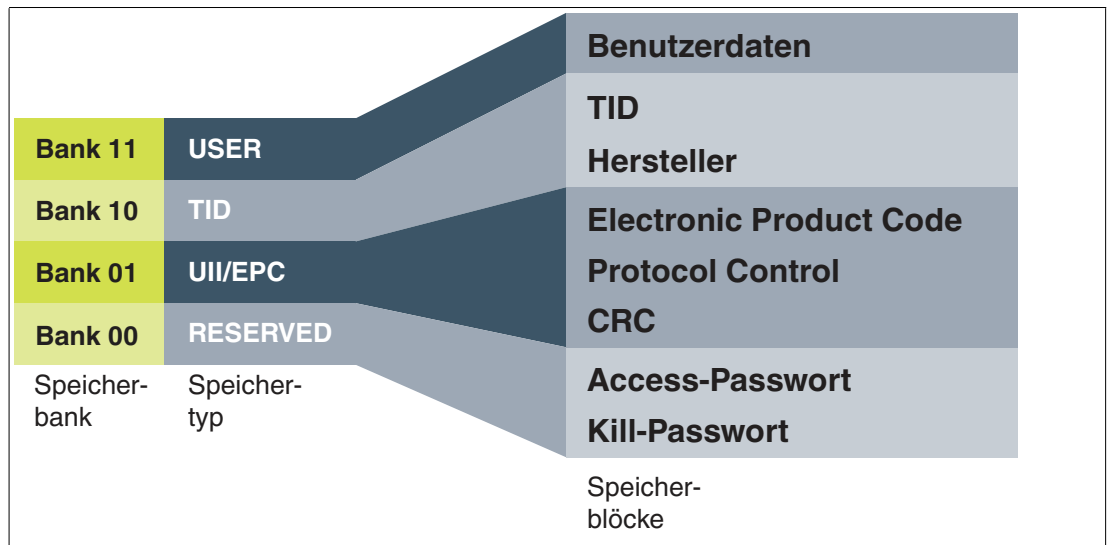 Bank 11 USER
Bank 10 TID
Bank 01 UII/EPC
Bank 00 RESERVED
Speicher-
bank
Speicher-
typ
Benutzerdaten
TID
Hersteller
Electronic Product Code
Protocol Control
CRC
Access-Passwort
Kill-Passwort
Speicher-
blöcke